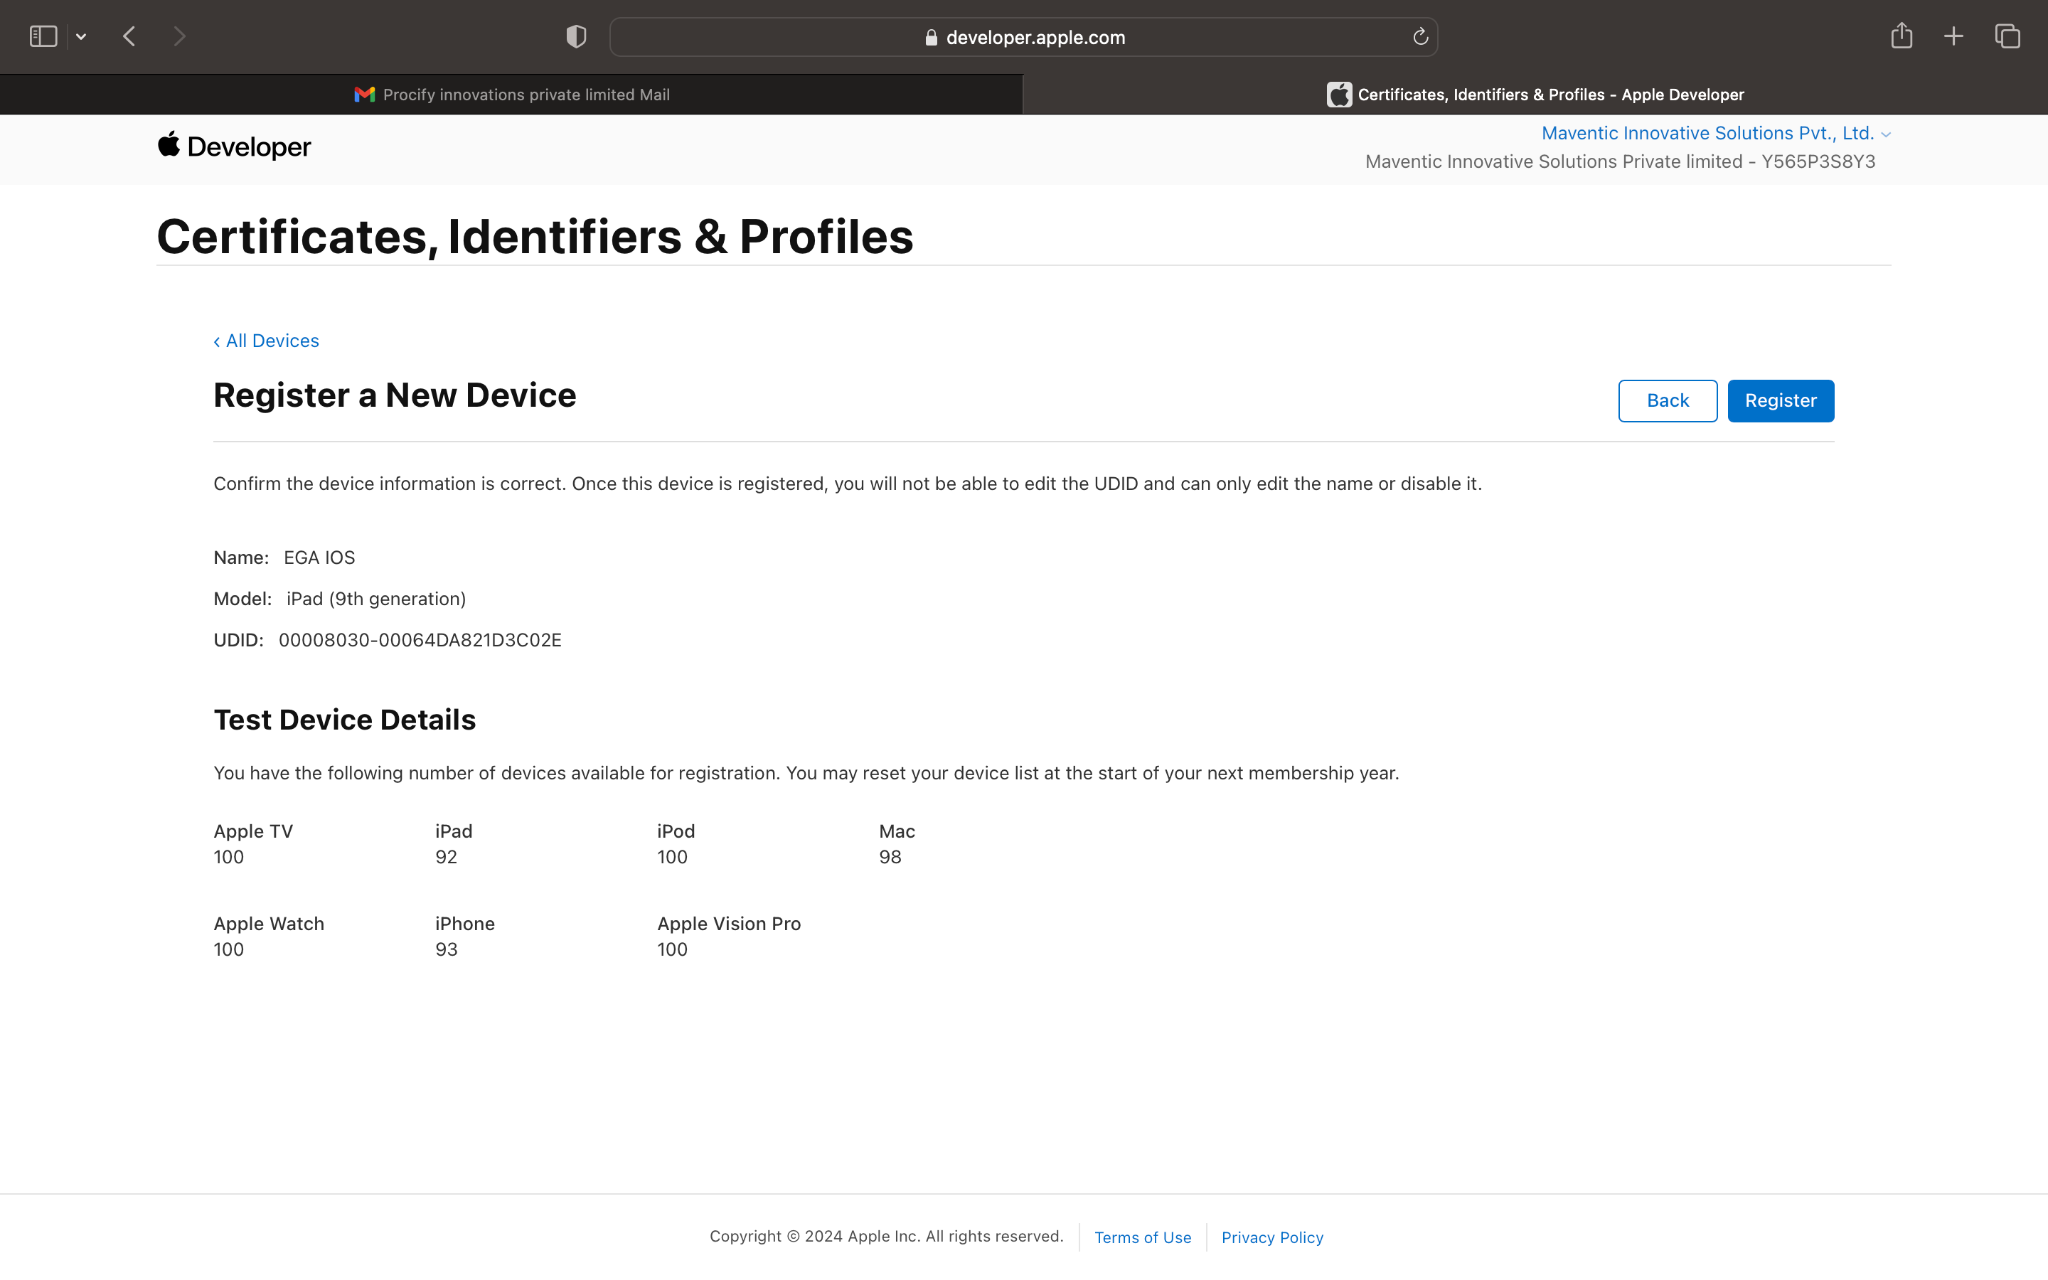 developer.apple.com
Procify innovations private limited Mail
Certificates, Identifiers & Profiles - Apple Developer
Developer
Maventic Innovative Solutions Pvt., Ltd.
Maventic Innovative Solutions Private limited - Y565P3S8Y3
Certificates, Identifiers & Profiles
‹ All Devices
Register a New Device
Back
Register
Confirm the device information is correct. Once this device is registered, you will not be able to edit the UDID and can only edit the name or disable it.
Name: EGA IOS
Model: iPad (9th generation)
UDID: 00008030-00064DA821D3C02E
Test Device Details
You have the following number of devices available for registration. You may reset your device list at the start of your next membership year.
Apple TV iPad iPod Mac
100 92 100 98
Apple Watch iPhone Apple Vision Pro
100 93 100
Copyright © 2024 Apple Inc. All rights reserved. Terms of Use Privacy Policy